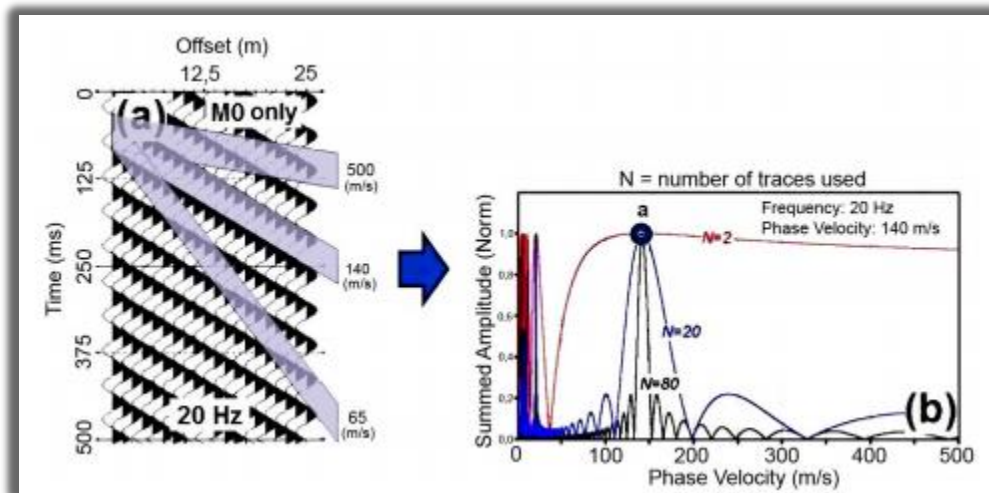 Offset (m)
12,5 25
0
(a) M0 only
125
250
375
500
Time (ms)
500
(m/s)
140
(m/s)
65
(m/s)
20 Hz
N = number of traces used
a
Frequency: 20 Hz
Phase Velocity: 140 m/s
N=2
N=20
N=80
(b)
Summed Amplitude (Norm)
1,0
0,8
0,6
0,4
0,2
0,0
0 100 200 300 400 500
Phase Velocity (m/s)